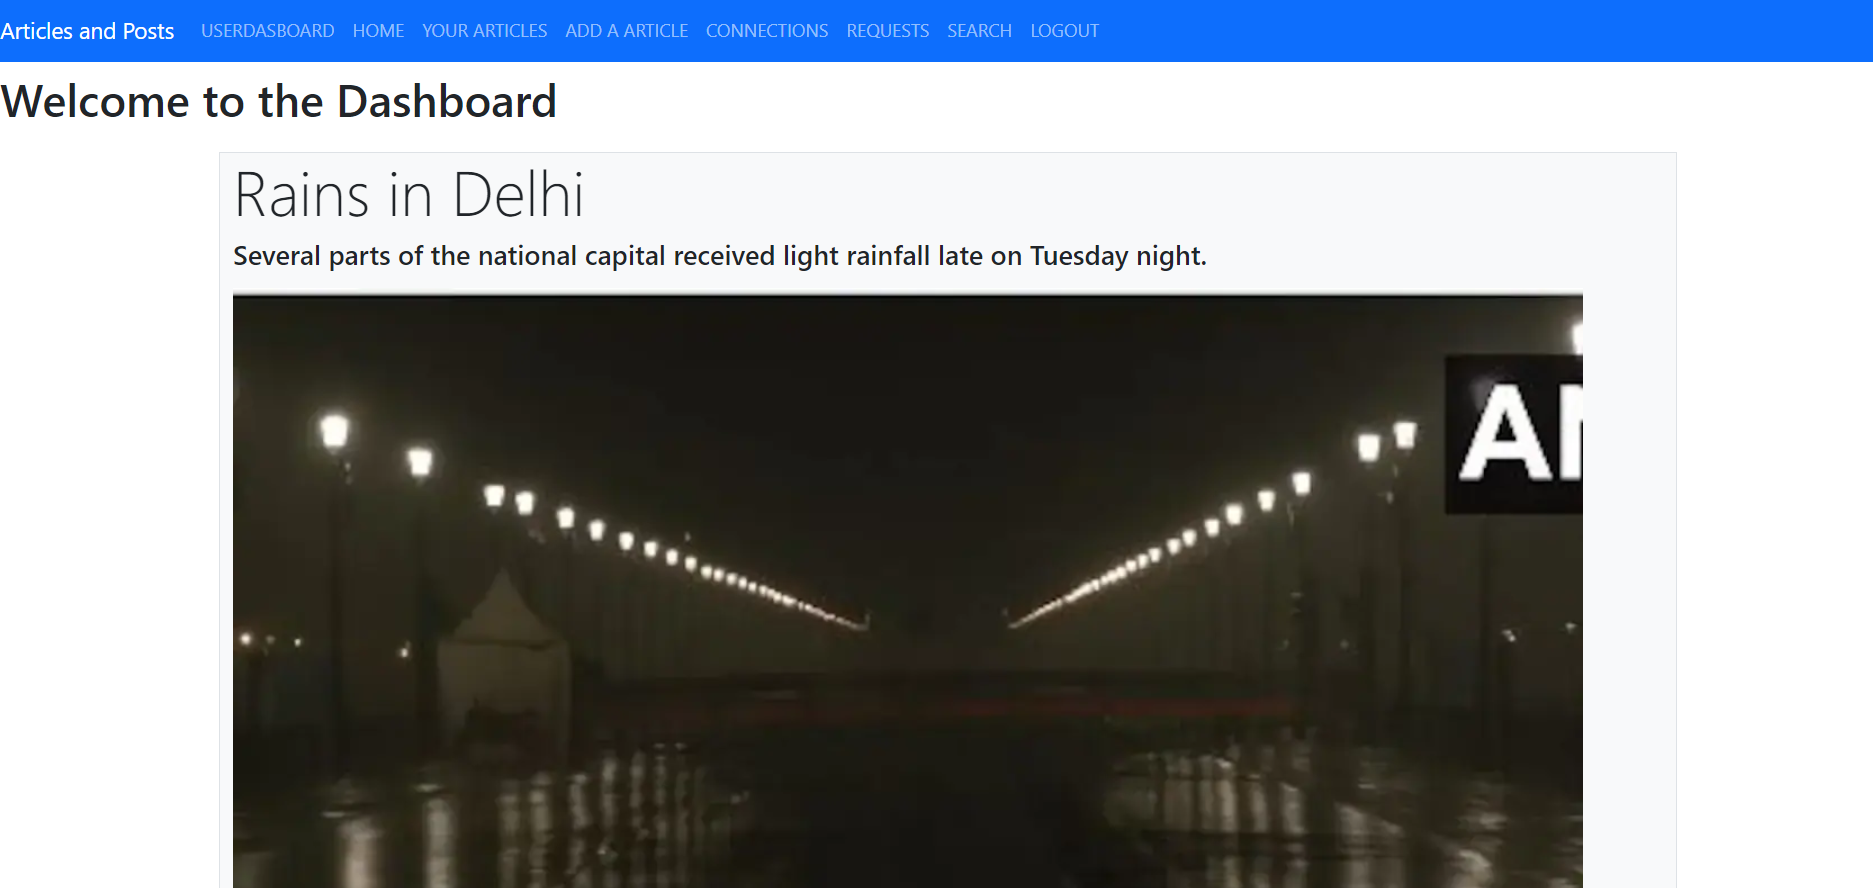 Articles and Posts USERDASBOARD HOME YOUR ARTICLES ADD A ARTICLE CONNECTIONS REQUESTS SEARCH LOGOUT
Welcome to the Dashboard
Rains in Delhi
Several parts of the national capital received light rainfall late on Tuesday night.